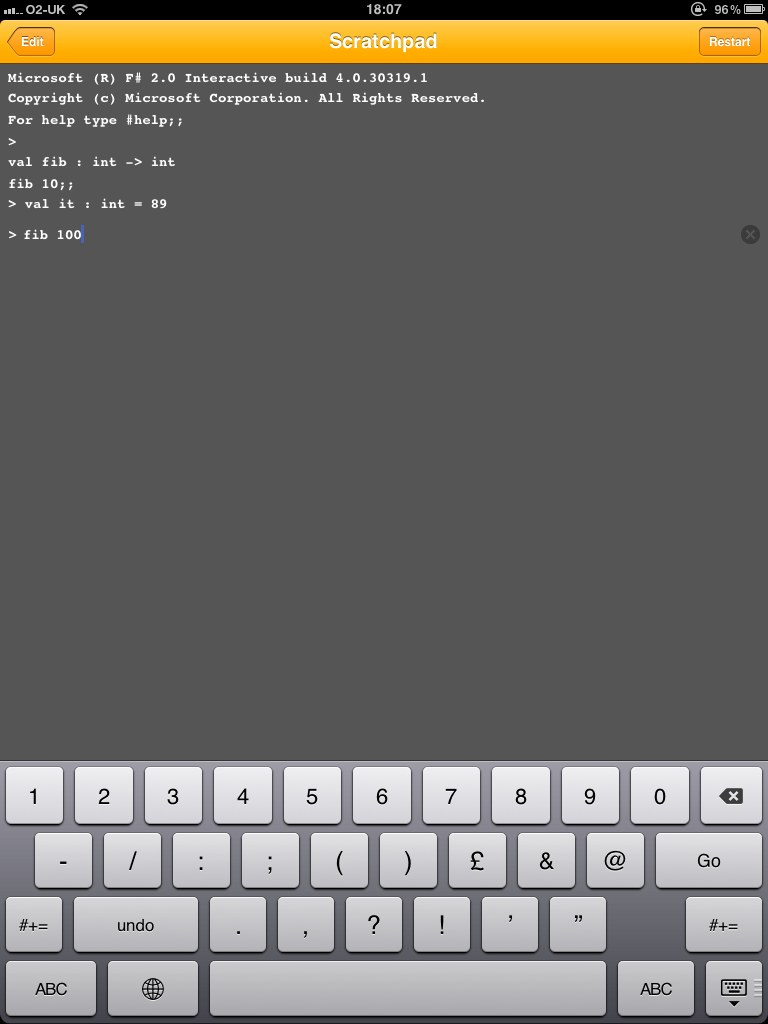 O2-UK 18:07 96%
Edit Scratchpad Restart
Microsoft (R) F# 2.0 Interactive build 4.0.30319.1
Copyright (c) Microsoft Corporation. All Rights Reserved.
For help type #help;;
>
val fib : int -> int
fib 10;;
> val it : int = 89
> fib 100
1 2 3 4 5 6 7 8 9 0
- / : ; ( ) £ & @ Go
#+= undo . , ? ! ’ ” #+=
ABC ABC